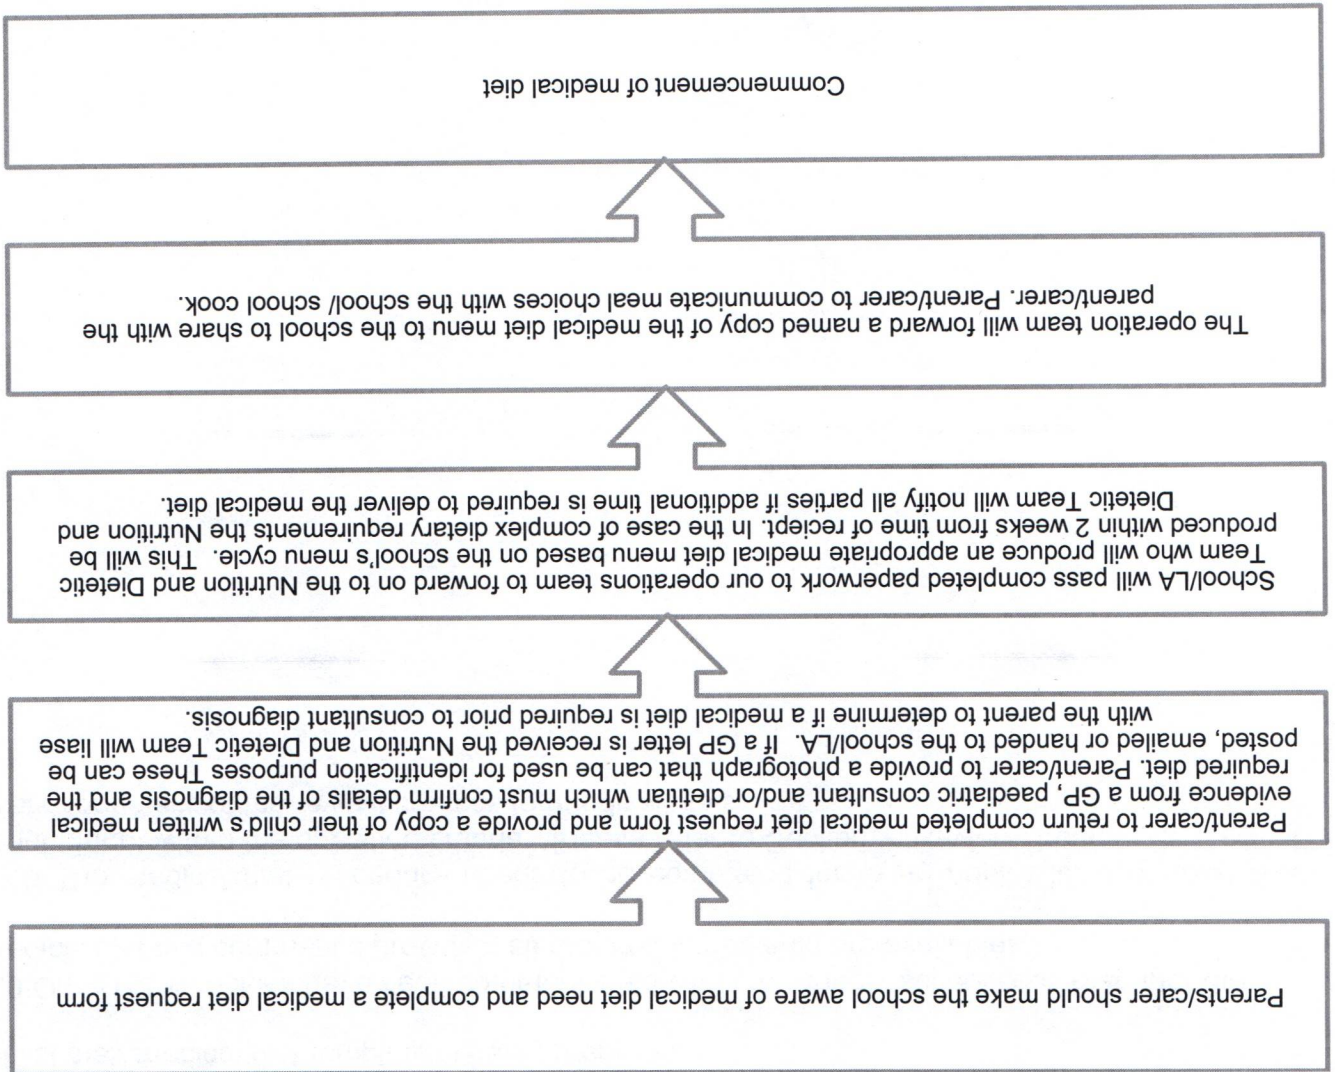 Parents/carer should make the school aware of medical diet need and complete a medical diet request form
Parent/carer to return completed medical diet request form and provide a copy of their child's written medical
evidence from a GP, paediatric consultant and/or dietitian which must confirm details of the diagnosis and the
required diet. Parent/carer to provide a photograph that can be used for identification purposes These can be
posted, emailed or handed to the school/LA. If a GP letter is received the Nutrition and Dietetic Team will liase
with the parent to determine if a medical diet is required prior to consultant diagnosis.
School/LA will pass completed paperwork to our operations team to forward on to the Nutrition and Dietetic
Team who will produce an appropriate medical diet menu based on the school's menu cycle. This will be
produced within 2 weeks from time of reciept. In the case of complex dietary requirements the Nutrition and
Dietetic Team will notify all parties if additional time is required to deliver the medical diet.
The operation team will forward a named copy of the medical diet menu to the school to share with the
parent/carer. Parent/carer to communicate meal choices with the school/ school cook.
Commencement of medical diet